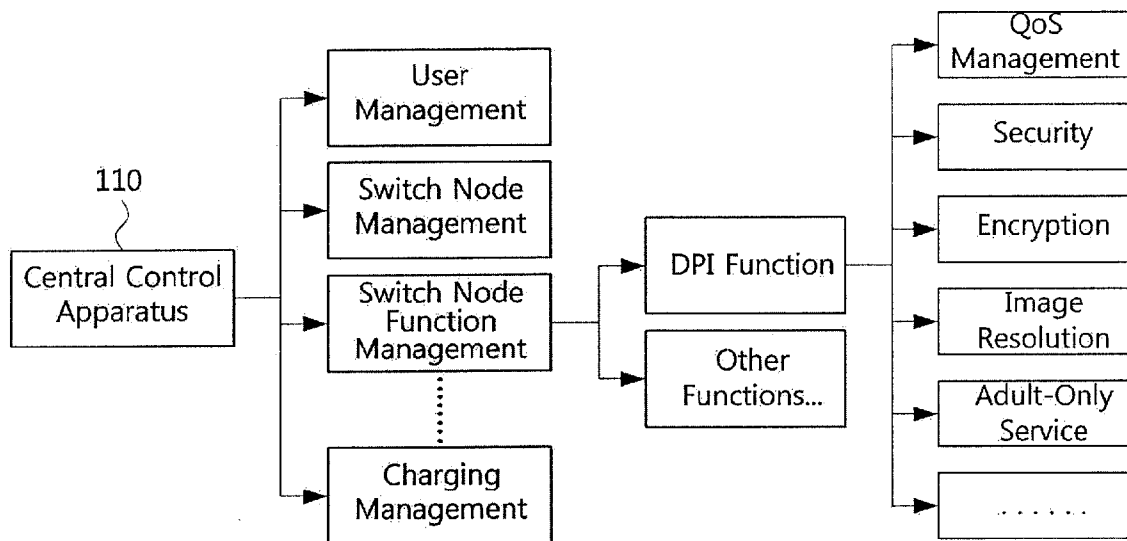 110
Central Control
Apparatus
User
Management
Switch Node
Management
Switch Node
Function
Management
Charging
Management
DPI Function
Other
Functions...
QoS
Management
Security
Encryption
Image
Resolution
Adult-Only
Service
......